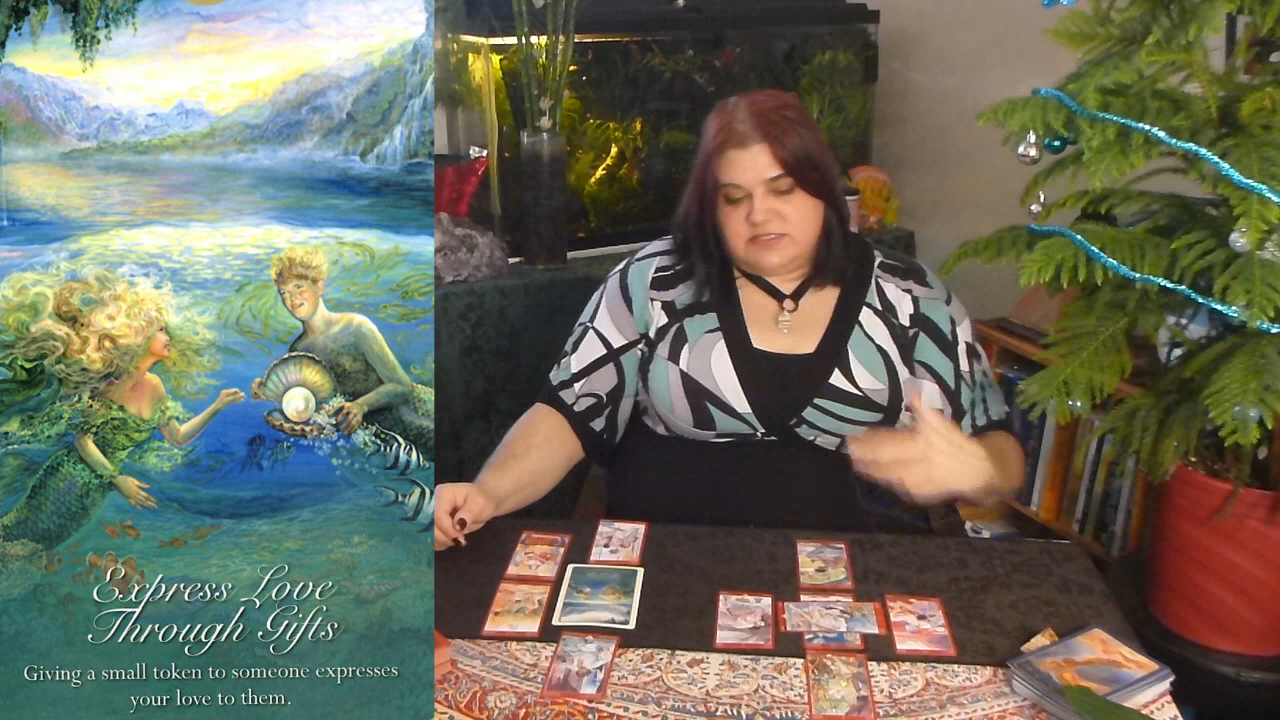 Express Love
Through Gifts
Giving a small token to someone expresses
your love to them.